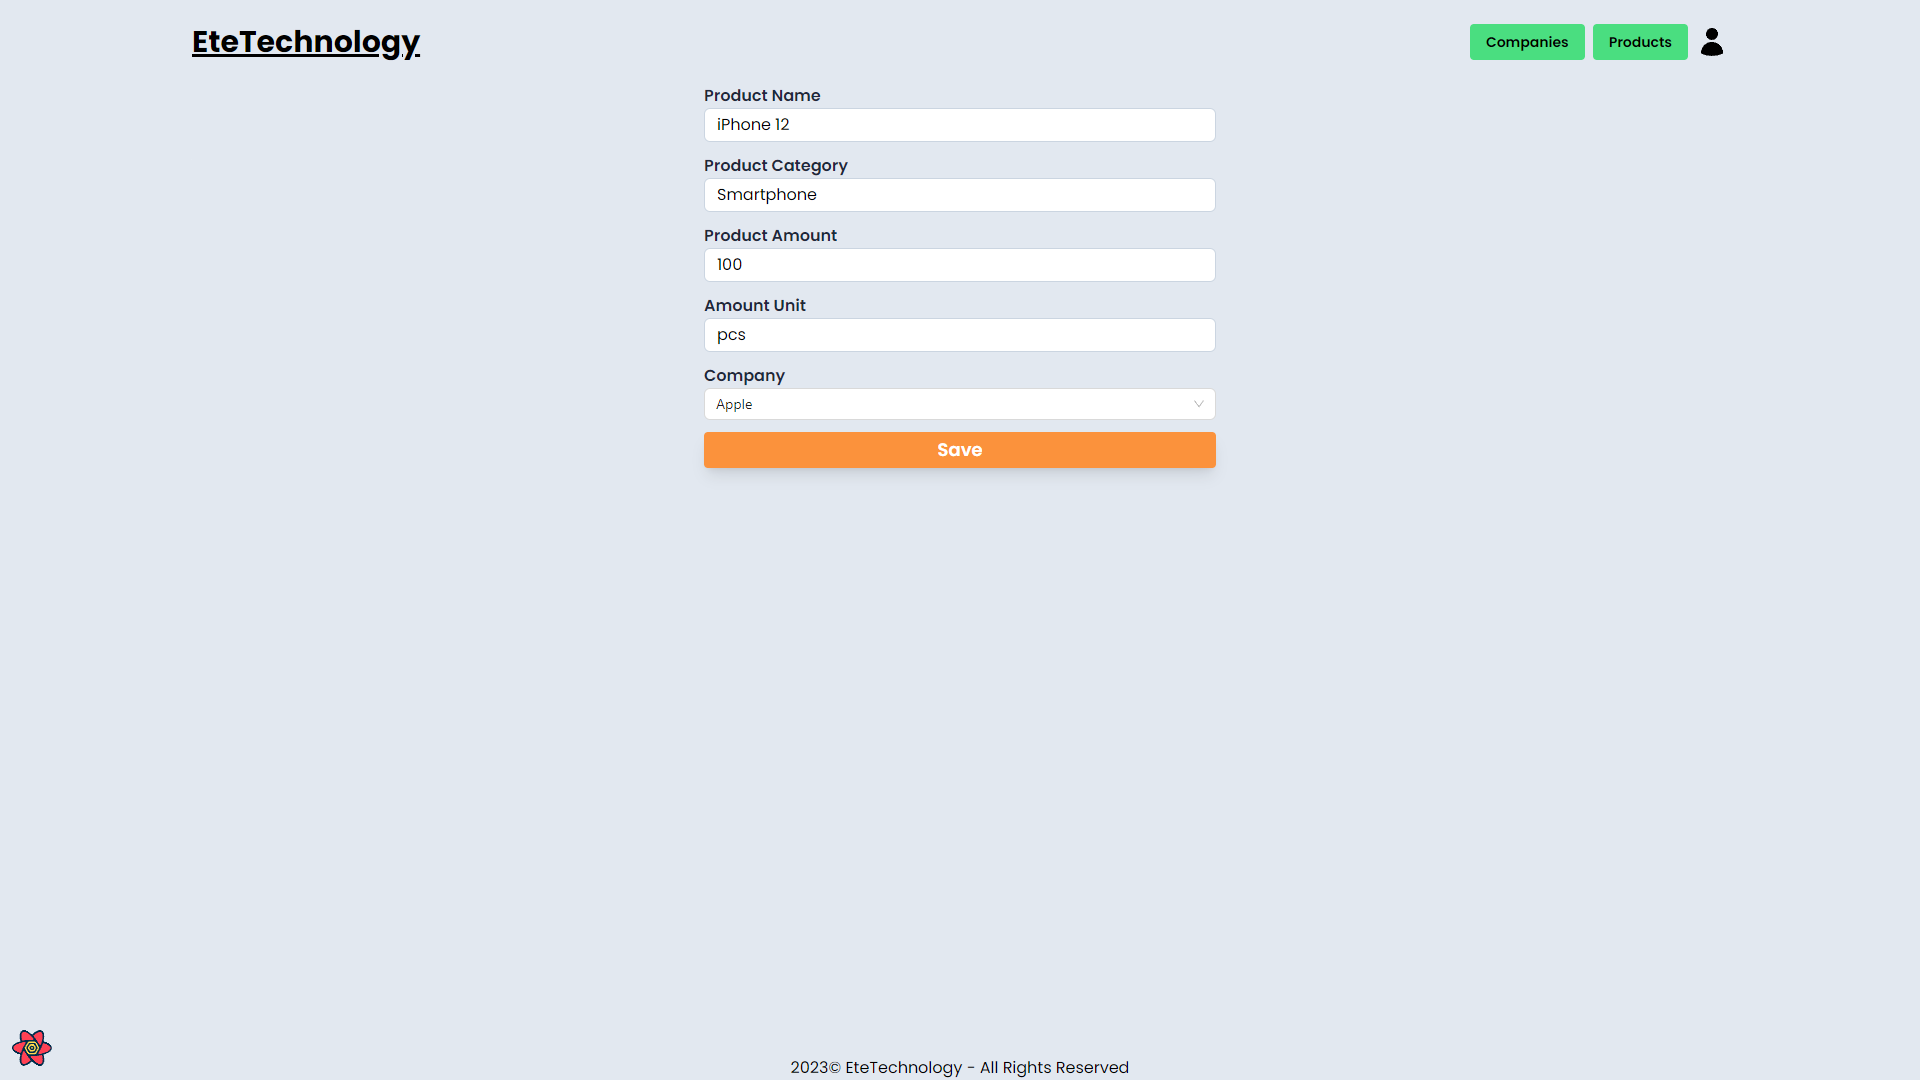 EteTechnology
Companies
Products
Product Name
iPhone 12
Product Category
Smartphone
Product Amount
100
Amount Unit
pcs
Company
Apple
Save
2023© EteTechnology - All Rights Reserved